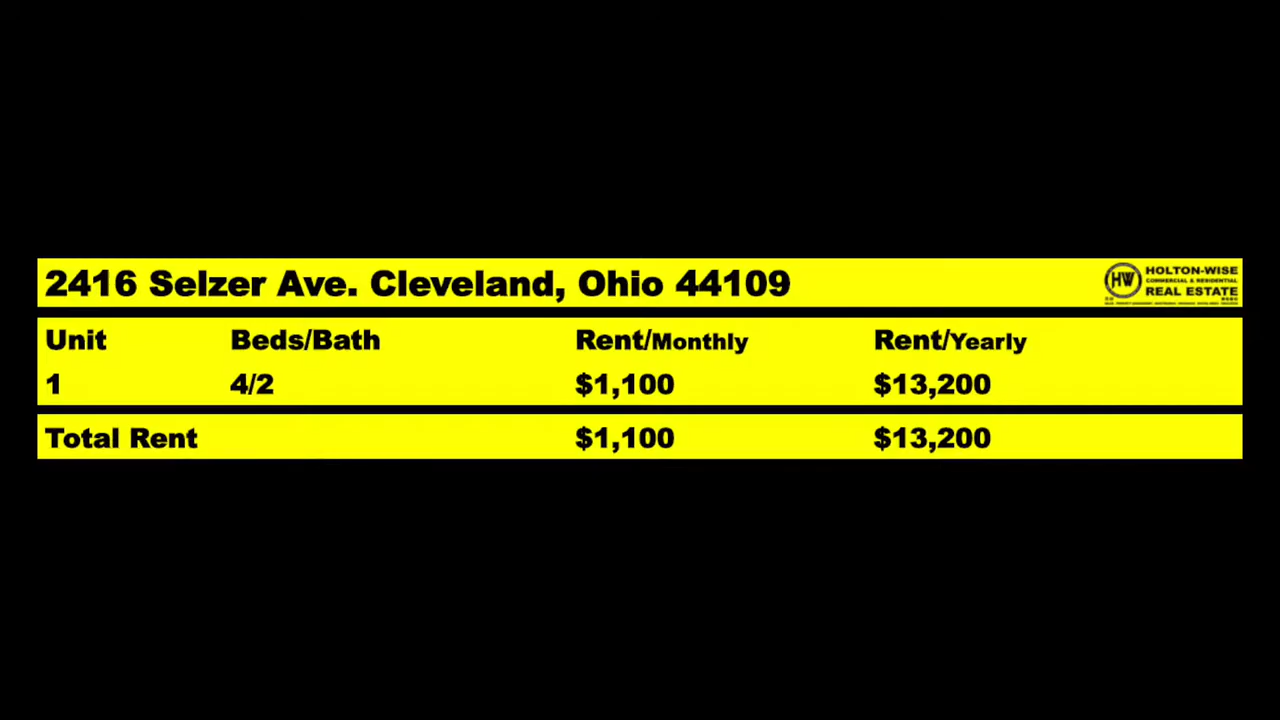 2416 Selzer Ave. Cleveland, Ohio 44109
HW
HOLTON-WISE
COMMERCIAL & RESIDENTIAL
REAL ESTATE
Unit Beds/Bath Rent/Monthly Rent/Yearly
1 4/2 $1,100 $13,200
Total Rent $1,100 $13,200